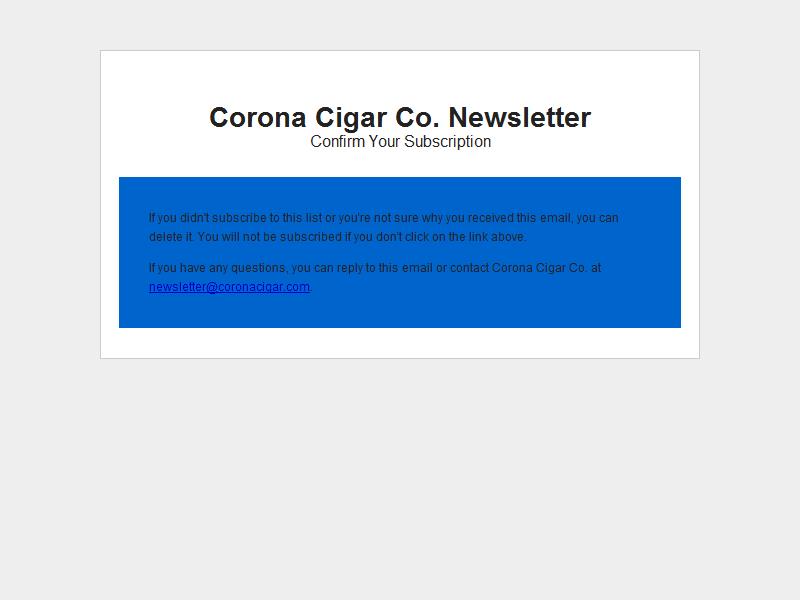 Corona Cigar Co. Newsletter
Confirm Your Subscription
If you didn't subscribe to this list or you're not sure why you received this email, you can
delete it. You will not be subscribed if you don't click on the link above.
If you have any questions, you can reply to this email or contact Corona Cigar Co. at
newsletter@coronacigar.com.